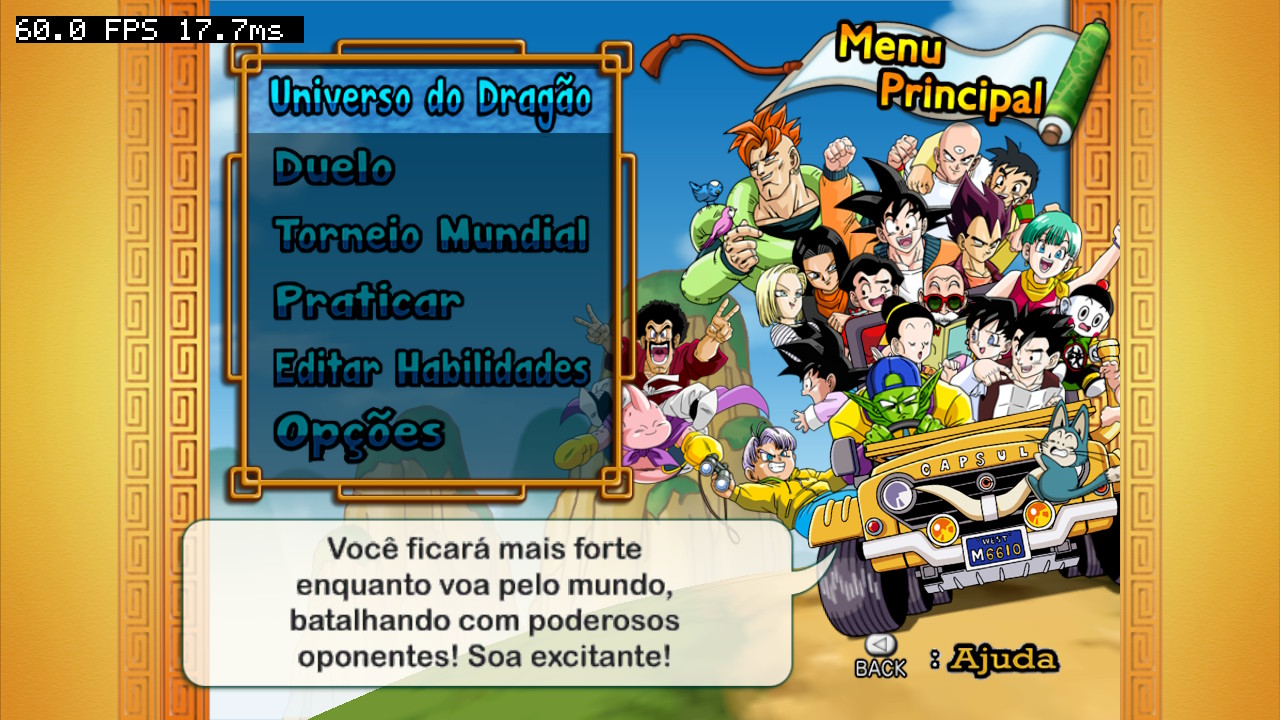 60.0 FPS 17.7ms
Menu
Principal
Universo do Dragão
Duelo
Torneio Mundial
Praticar
Editar Habilidades
Opções
CAPSUL
WEST
M6610
Você ficará mais forte
enquanto voa pelo mundo,
batalhando com poderosos
oponentes! Soa excitante!
BACK : Ajuda